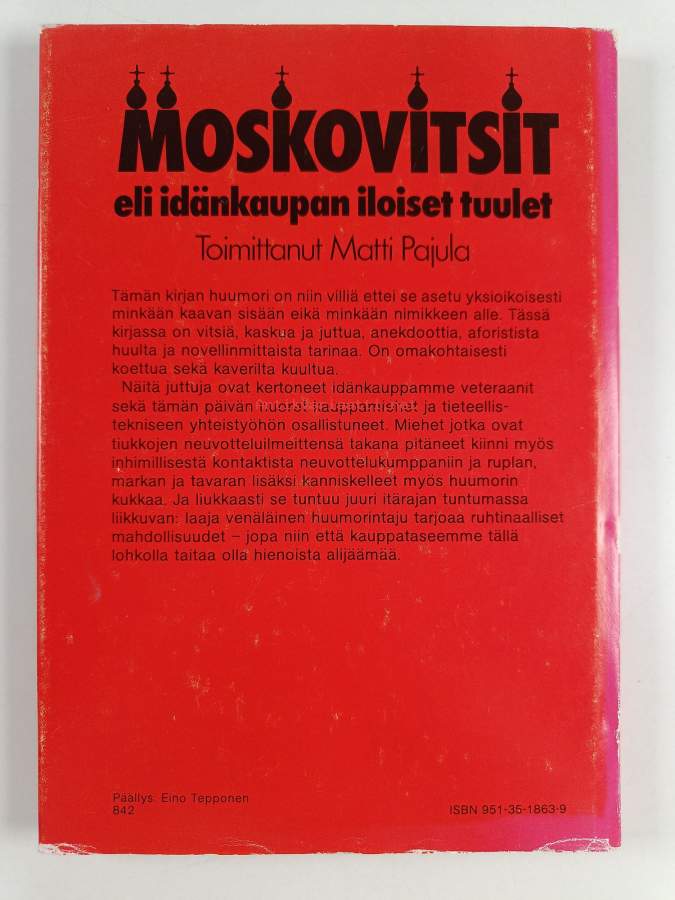 MOSKOVITSIT
eli idänkaupan iloiset tuulet
Toimittanut Matti Pajula
Tämän kirjan huumori on niin villiä ettei se asetu yksioikoisesti
minkään kaavan sisään eikä minkään nimikkeen alle. Tässä
kirjassa on vitsiä, kaskua ja juttua, anekdoottia, aforistista
huulta ja novellinmittaista tarinaa. On omakohtaisesti
koettua sekä kaverilta kuultua.
Näitä juttuja ovat kertoneet idänkauppamme veteraanit
sekä tämän päivän nuoret kauppamiehet ja tieteellis-
tekniseen yhteistyöhön osallistuneet. Miehet jotka ovat
tiukkojen neuvotteluilmeittensä takana pitäneet kiinni myös
inhimillisestä kontaktista neuvottelukumppaniin ja ruplan,
markan ja tavaran lisäksi kanniskelleet myös huumorin
kukkaa. Ja liukkaasti se tuntuu juuri itärajan tuntumassa
liikkuvan: laaja venäläinen huumorintaju tarjoaa ruhtinaalliset
mahdollisuudet – jopa niin että kauppataseemme tällä
lohkolla taitaa olla hienoista alijäämää.
Päällys: Eino Tepponen
842
ISBN 951-35-1863-9